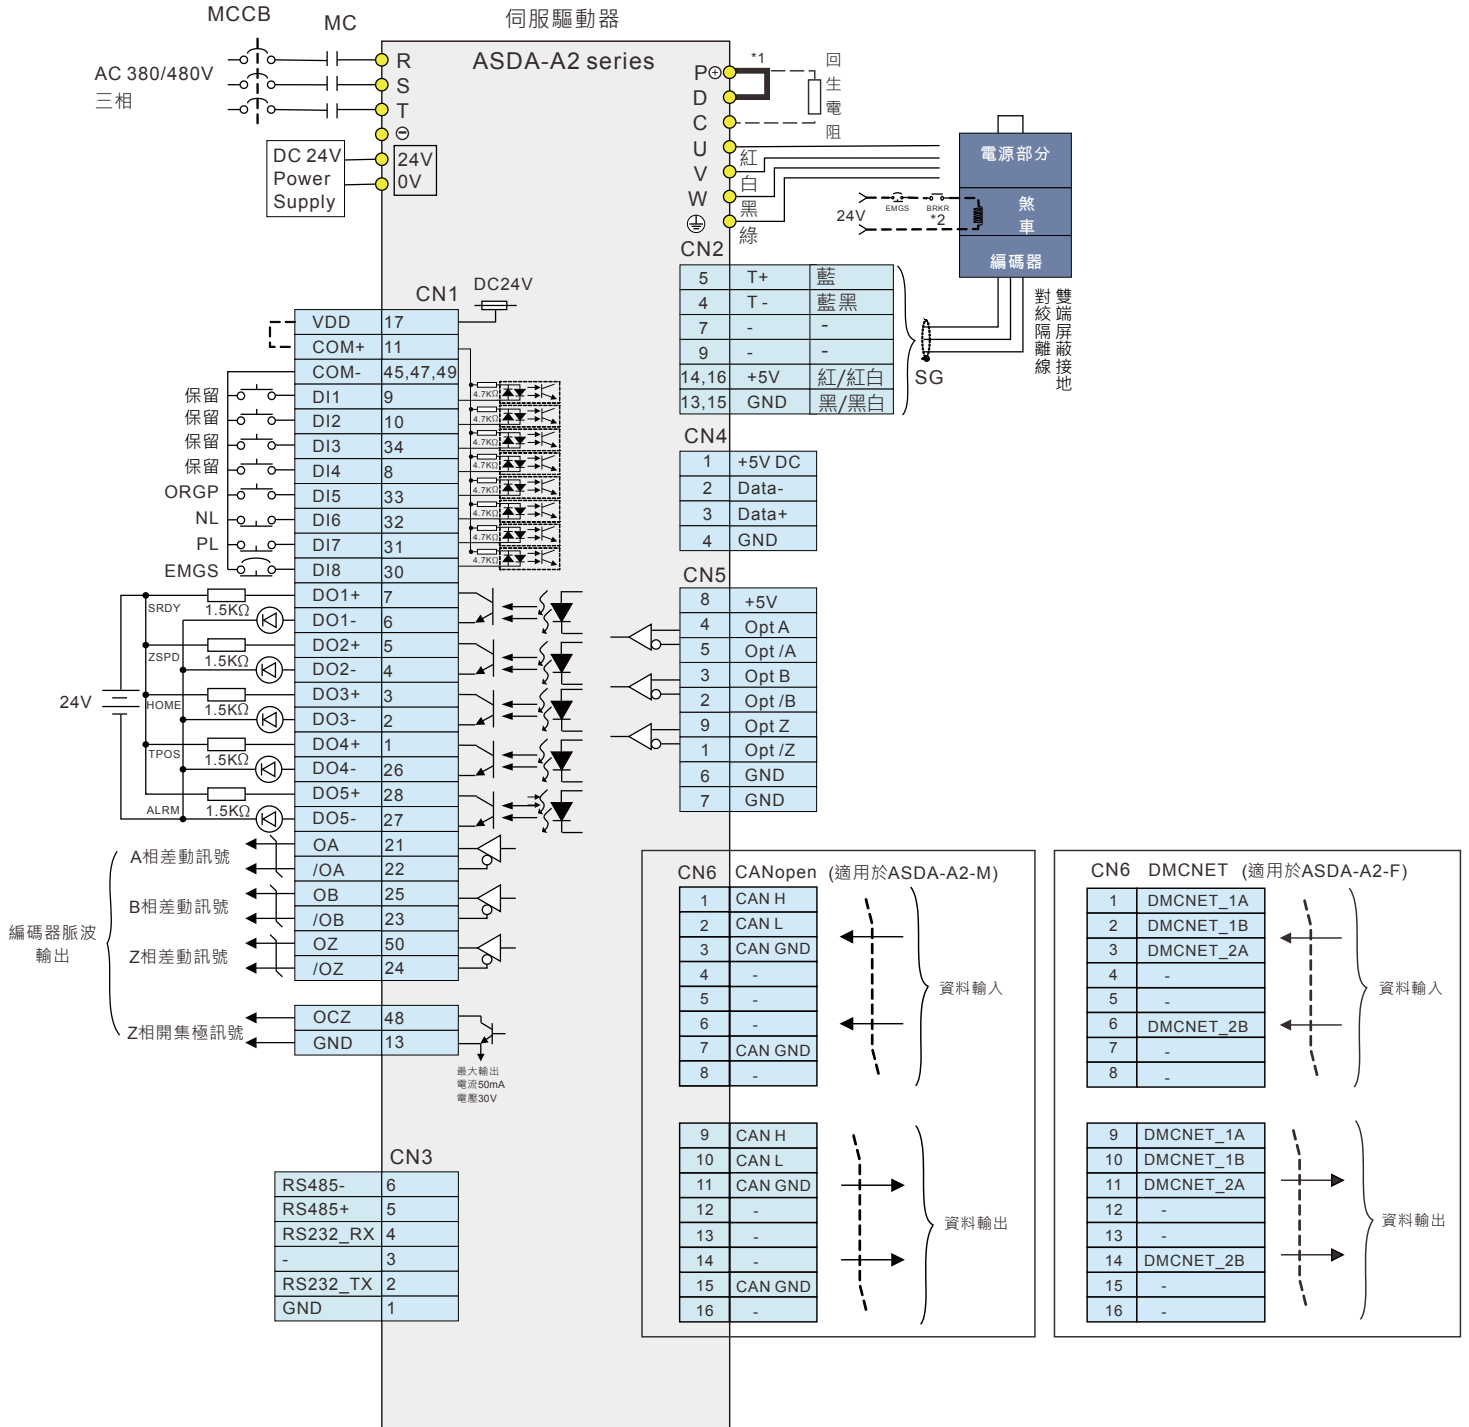 MCCB
MC
伺服驅動器
ASDA-A2 series
AC 380/480V
三相
R
S
T
⊖
DC 24V
Power
Supply
24V
0V
P⊕
D
C
U
V
W
*1
回生電阻
紅
白
黑
綠
電源部分
煞車
編碼器
24V
EMGS
BRKR
*2
對絞隔離線
雙端屏蔽接地
SG
CN2
5 T+ 藍
4 T - 藍黑
7 - -
9 - -
14,16 +5V 紅/紅白
13,15 GND 黑/黑白
CN4
1 +5V DC
2 Data-
3 Data+
4 GND
CN5
8 +5V
4 Opt A
5 Opt /A
3 Opt B
2 Opt /B
9 Opt Z
1 Opt /Z
6 GND
7 GND
CN1
DC24V
VDD 17
COM+ 11
COM- 45,47,49
保留 DI1 9 4.7KΩ
保留 DI2 10 4.7KΩ
保留 DI3 34 4.7KΩ
保留 DI4 8 4.7KΩ
ORGP DI5 33 4.7KΩ
NL DI6 32 4.7KΩ
PL DI7 31 4.7KΩ
EMGS DI8 30 4.7KΩ
24V
SRDY 1.5KΩ DO1+ 7
DO1- 6
ZSPD 1.5KΩ DO2+ 5
DO2- 4
HOME 1.5KΩ DO3+ 3
DO3- 2
TPOS 1.5KΩ DO4+ 1
DO4- 26
ALRM 1.5KΩ DO5+ 28
DO5- 27
編碼器脈波
輸出
A相差動訊號
OA 21
/OA 22
B相差動訊號
OB 25
/OB 23
Z相差動訊號
OZ 50
/OZ 24
Z相開集極訊號
OCZ 48
GND 13
最大輸出
電流50mA
電壓30V
CN3
RS485- 6
RS485+ 5
RS232_RX 4
- 3
RS232_TX 2
GND 1
CN6 CANopen (適用於ASDA-A2-M)
1 CAN H
2 CAN L
3 CAN GND
4 -
5 -
6 -
7 CAN GND
8 -
資料輸入
9 CAN H
10 CAN L
11 CAN GND
12 -
13 -
14 -
15 CAN GND
16 -
資料輸出
CN6 DMCNET (適用於ASDA-A2-F)
1 DMCNET_1A
2 DMCNET_1B
3 DMCNET_2A
4 -
5 -
6 DMCNET_2B
7 -
8 -
資料輸入
9 DMCNET_1A
10 DMCNET_1B
11 DMCNET_2A
12 -
13 -
14 DMCNET_2B
15 -
16 -
資料輸出